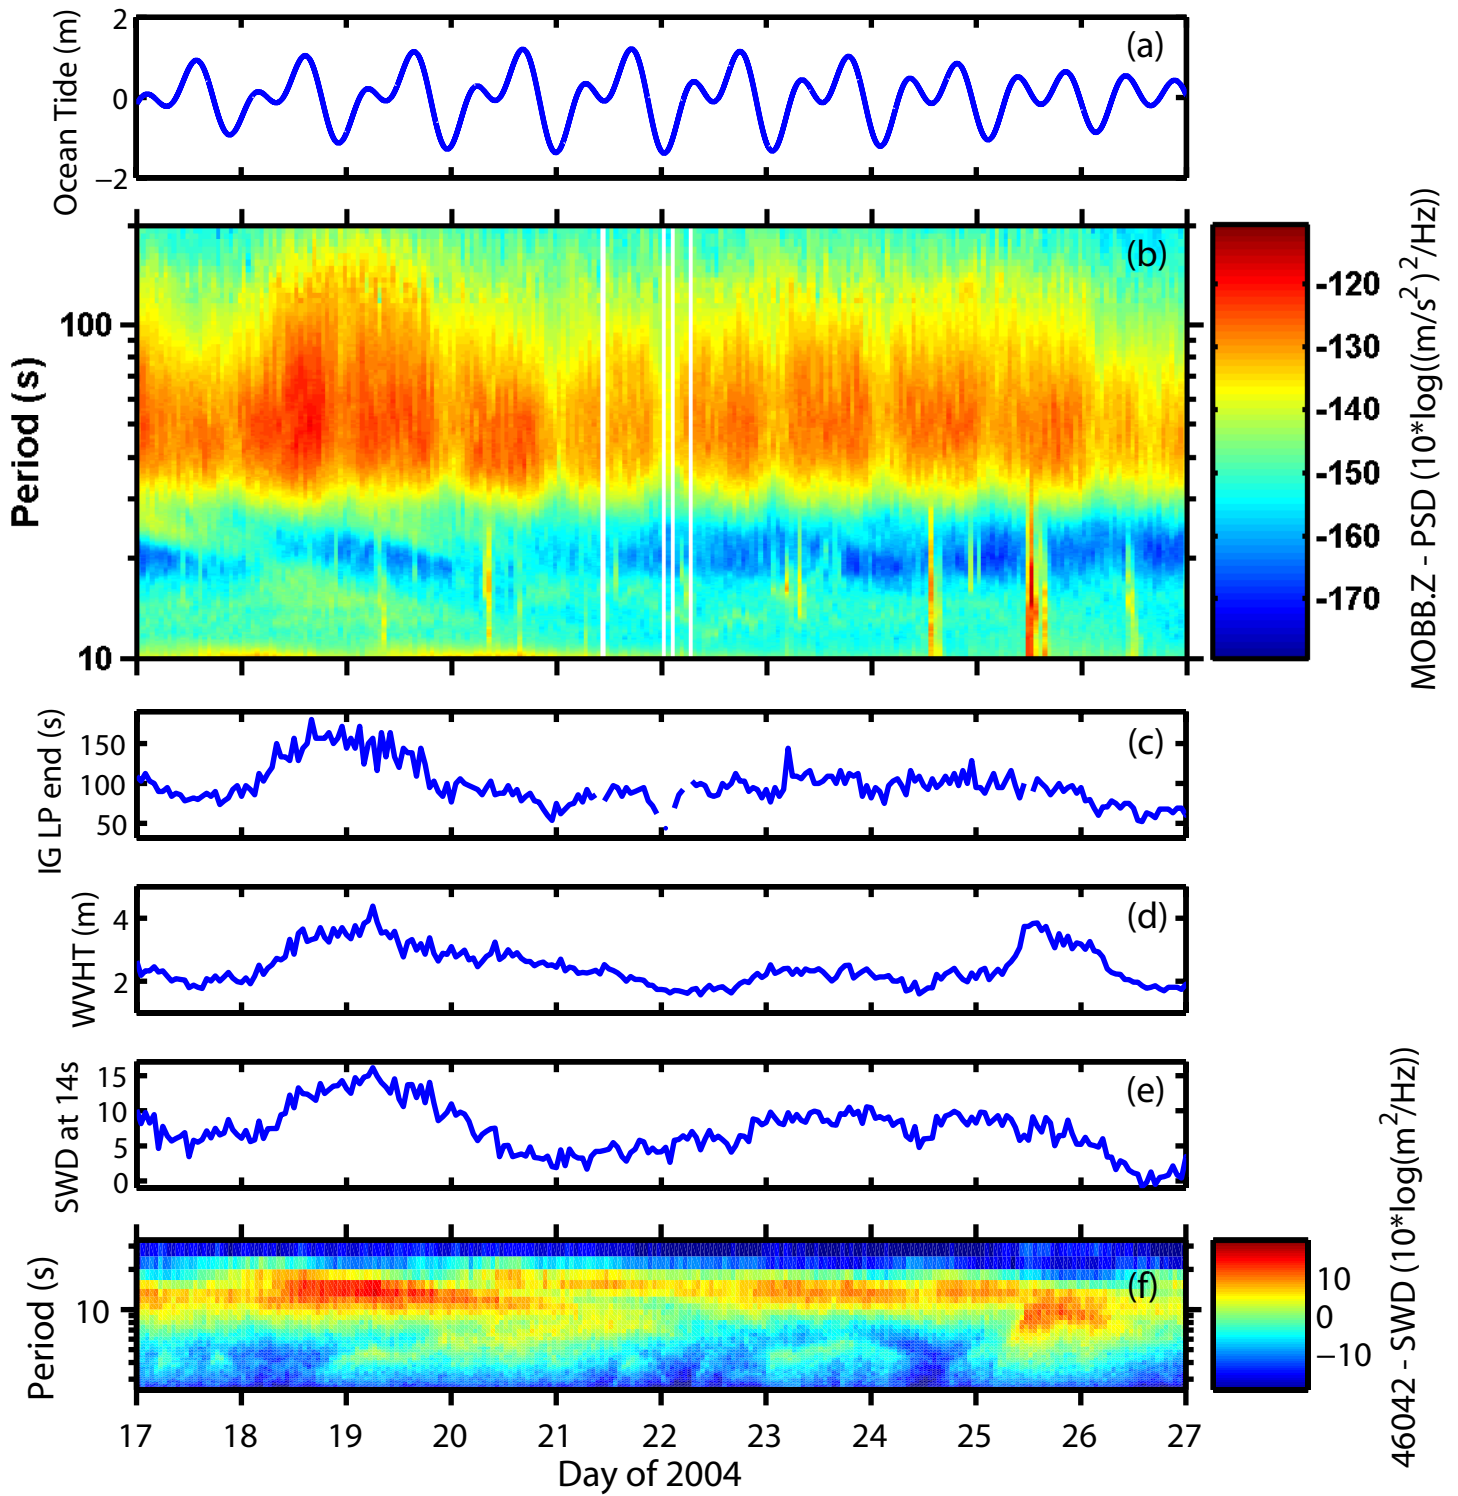 2
0
−2
Ocean Tide (m)
(a)
(b)
100
10
Period (s)
-120
-130
-140
-150
-160
-170
MOBB.Z - PSD (10*log((m/s²)²/Hz))
150
100
50
IG LP end (s)
(c)
4
2
WVHT (m)
(d)
15
10
5
0
SWD at 14s
(e)
10
Period (s)
(f)
10
0
−10
46042 - SWD (10*log(m²/Hz))
17 18 19 20 21 22 23 24 25 26 27
Day of 2004